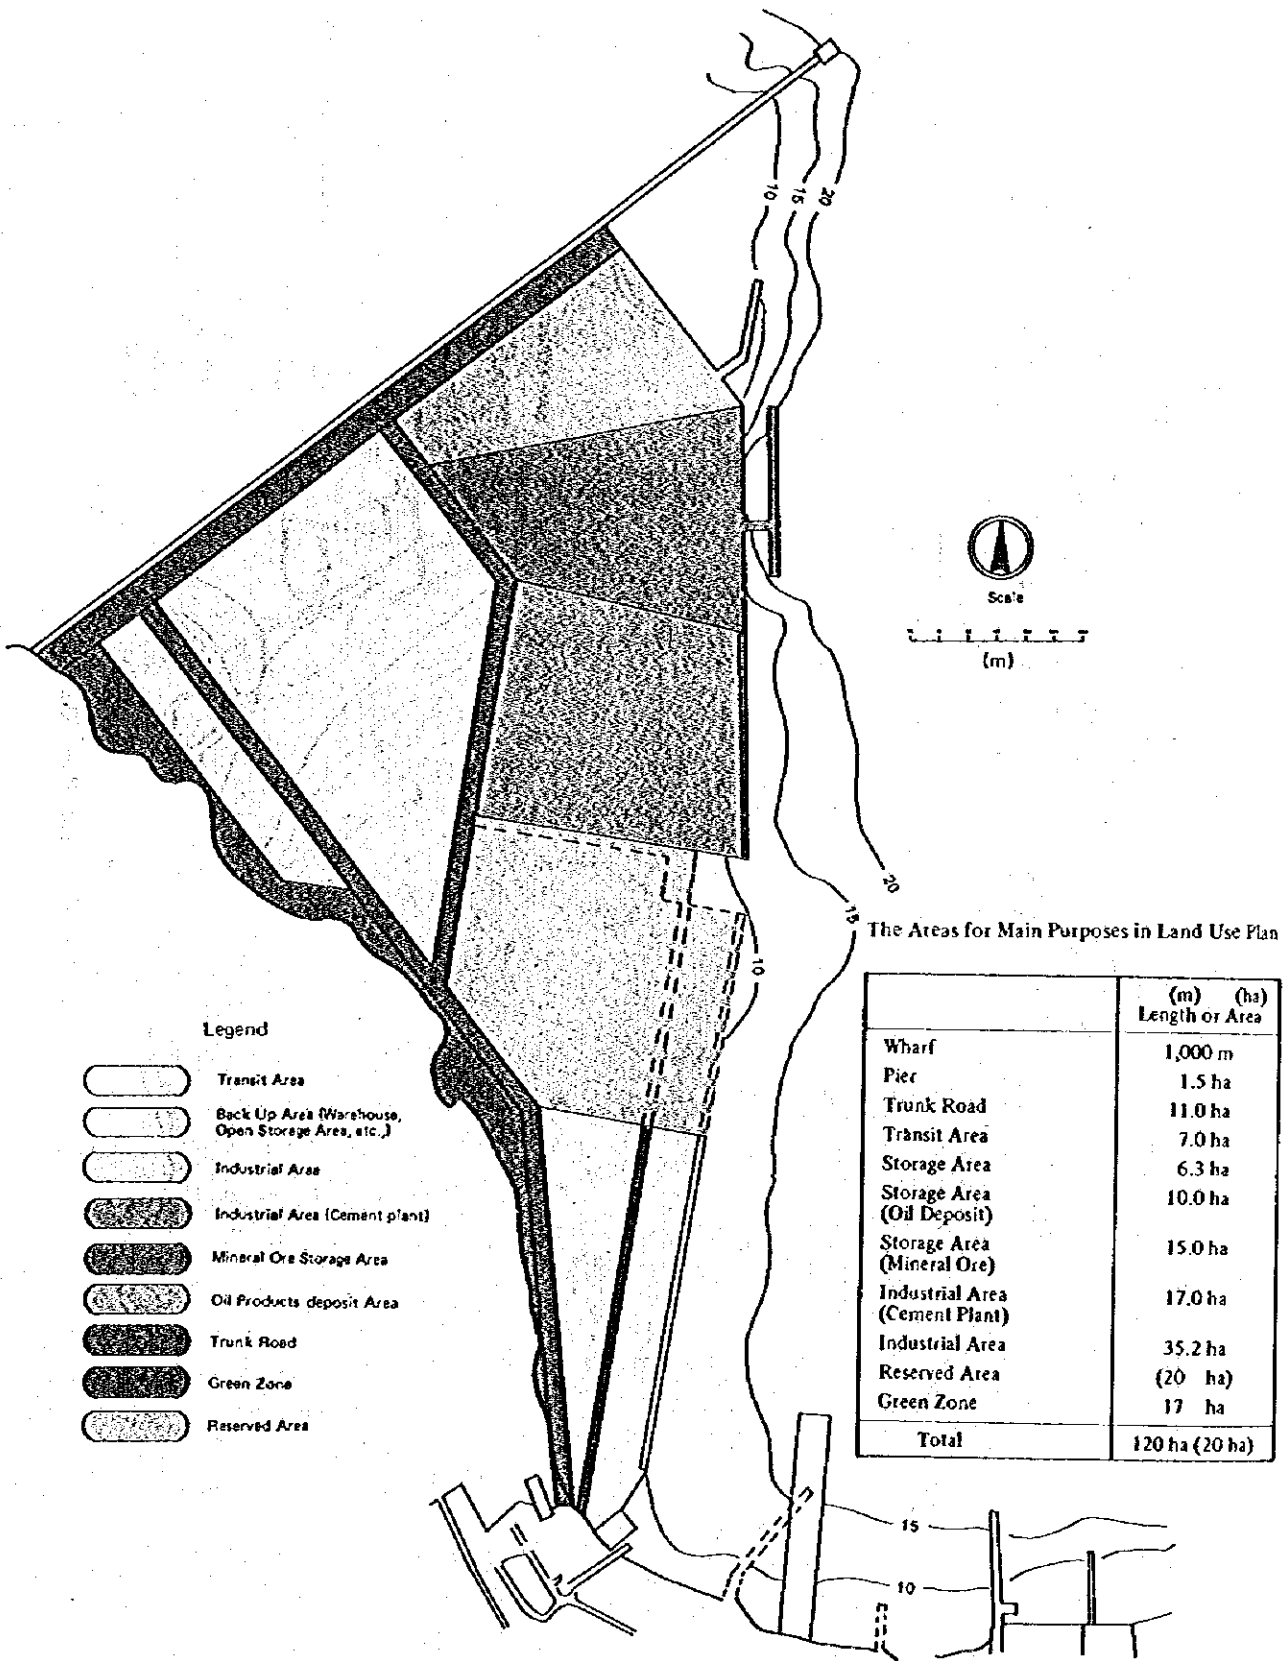 10
15
20
Scale
(m)
20
15
10
The Areas for Main Purposes in Land Use Plan
(m) (ha)
Length or Area
Wharf 1,000 m
Pier 1.5 ha
Trunk Road 11.0 ha
Transit Area 7.0 ha
Storage Area 6.3 ha
Storage Area 10.0 ha
(Oil Deposit)
Storage Area 15.0 ha
(Mineral Ore)
Industrial Area 17.0 ha
(Cement Plant)
Industrial Area 35.2 ha
Reserved Area (20 ha)
Green Zone 17 ha
Total 120 ha (20 ha)
Legend
Transit Area
Back Up Area (Warehouse,
Open Storage Area, etc.,)
Industrial Area
Industrial Area (Cement plant)
Mineral Ore Storage Area
Oil Products deposit Area
Trunk Road
Green Zone
Reserved Area
15
10